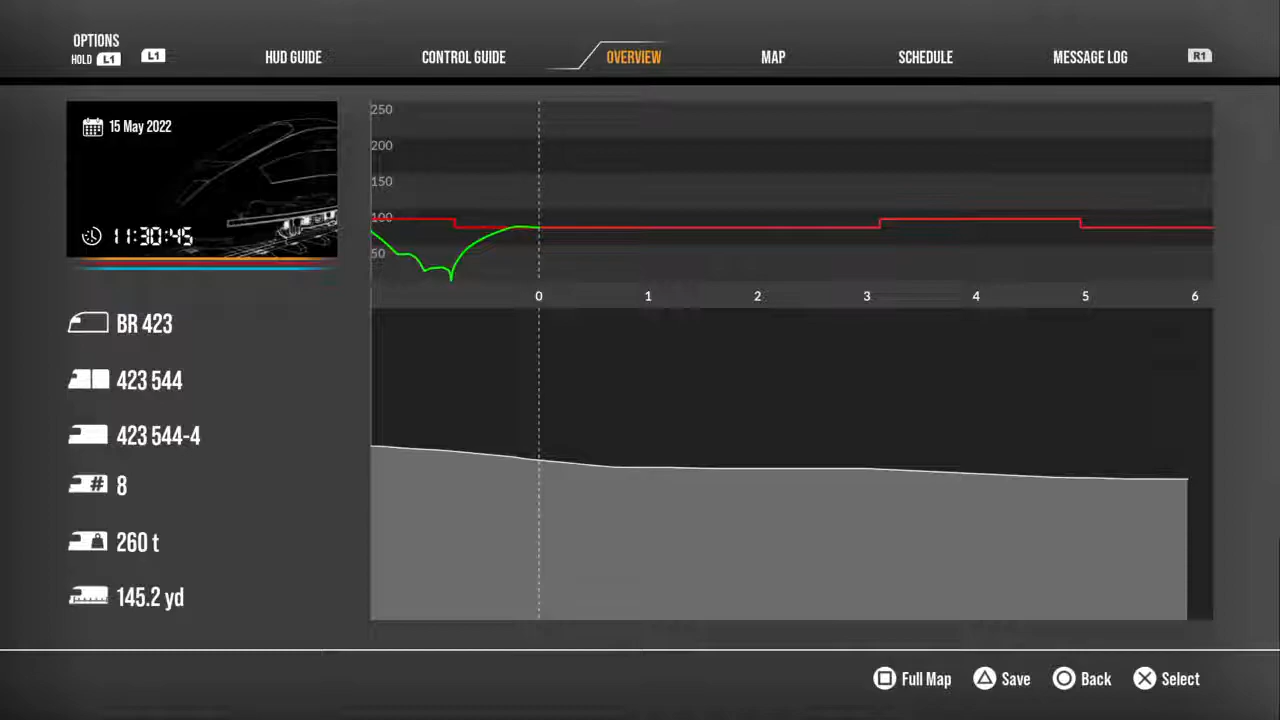 OPTIONS
HOLD L1
L1
HUD GUIDE
CONTROL GUIDE
OVERVIEW
MAP
SCHEDULE
MESSAGE LOG
R1
15 May 2022
11:30:45
BR 423
423 544
423 544-4
# 8
260 t
145.2 yd
250
200
150
100
50
0 1 2 3 4 5 6
Full Map
Save
Back
Select